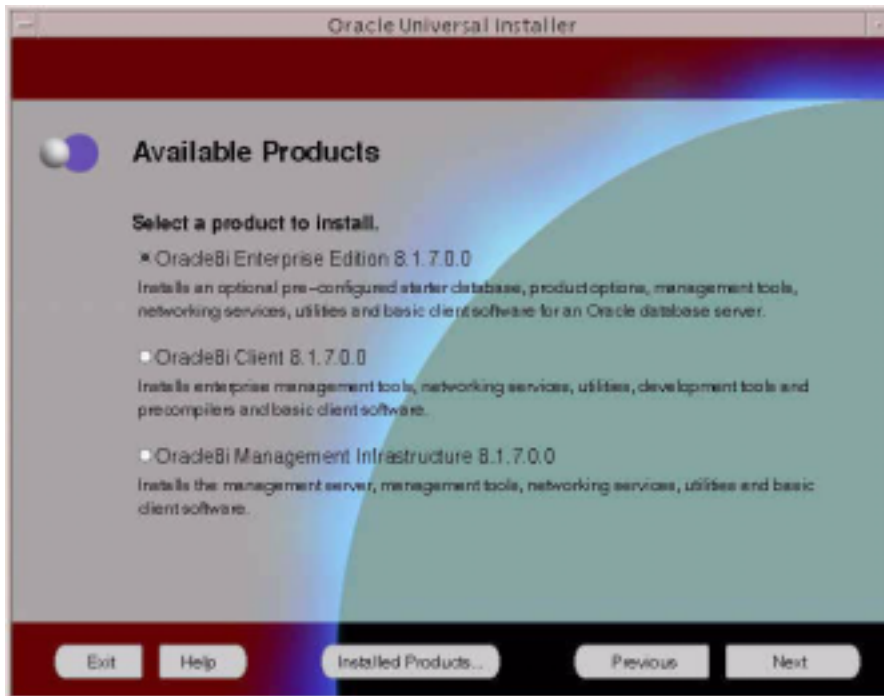 Oracle Universal Installer
Available Products
Select a product to install.
Oracle8i Enterprise Edition 8.1.7.0.0
Installs an optional pre-configured starter database, product options, management tools,
networking services, utilities and basic client software for an Oracle database server.
Oracle8i Client 8.1.7.0.0
Installs enterprise management tools, networking services, utilities, development tools and
precompilers and basic client software.
Oracle8i Management Infrastructure 8.1.7.0.0
Installs the management server, management tools, networking services, utilities and basic
client software.
Exit Help Installed Products... Previous Next